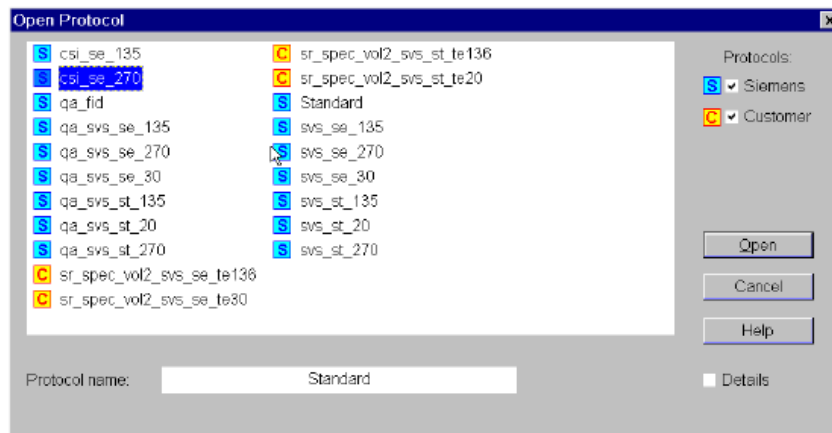 Open Protocol
S csi_se_135
S csi_se_270
S qa_fid
S qa_svs_se_135
S qa_svs_se_270
S qa_svs_se_30
S qa_svs_st_135
S qa_svs_st_20
S qa_svs_st_270
C sr_spec_vol2_svs_se_te136
C sr_spec_vol2_svs_se_te30
C sr_spec_vol2_svs_st_te136
C sr_spec_vol2_svs_st_te20
S Standard
S svs_se_135
S svs_se_270
S svs_se_30
S svs_st_135
S svs_st_20
S svs_st_270
Protocols:
S Siemens
C Customer
Open
Cancel
Help
Protocol name: Standard
Details